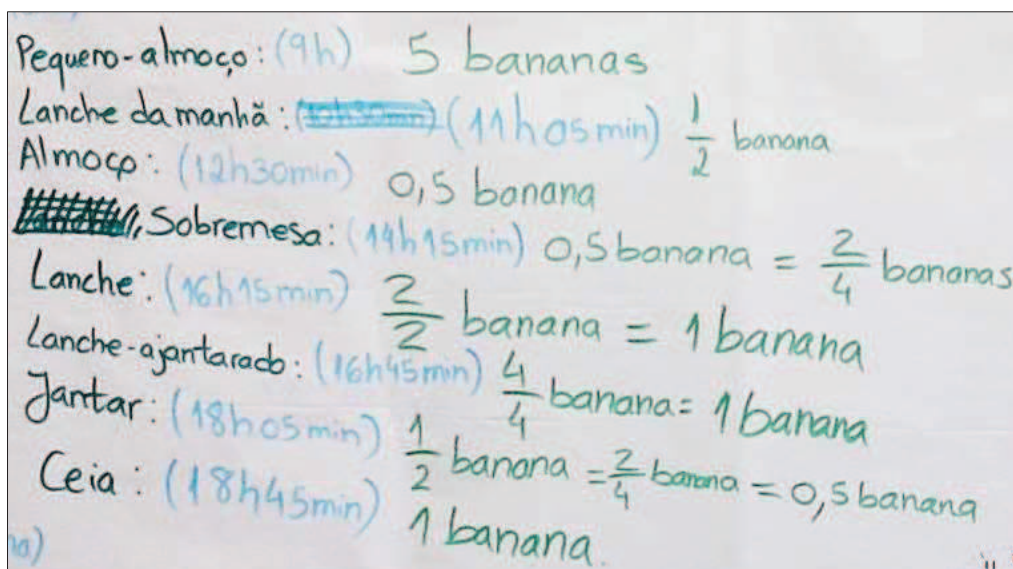 Pequeno-almoço: (9h) 5 bananas
Lanche da manhã: (11h05min) 1/2 banana
Almoço: (12h30min) 0,5 banana
Sobremesa: (14h15min) 0,5 banana = 2/4 bananas
Lanche: (16h15min) 2/2 banana = 1 banana
Lanche-ajantarado: (16h45min) 4/4 banana = 1 banana
Jantar: (18h05min) 1/2 banana = 2/4 banana = 0,5 banana
Ceia: (18h45min) 1 banana